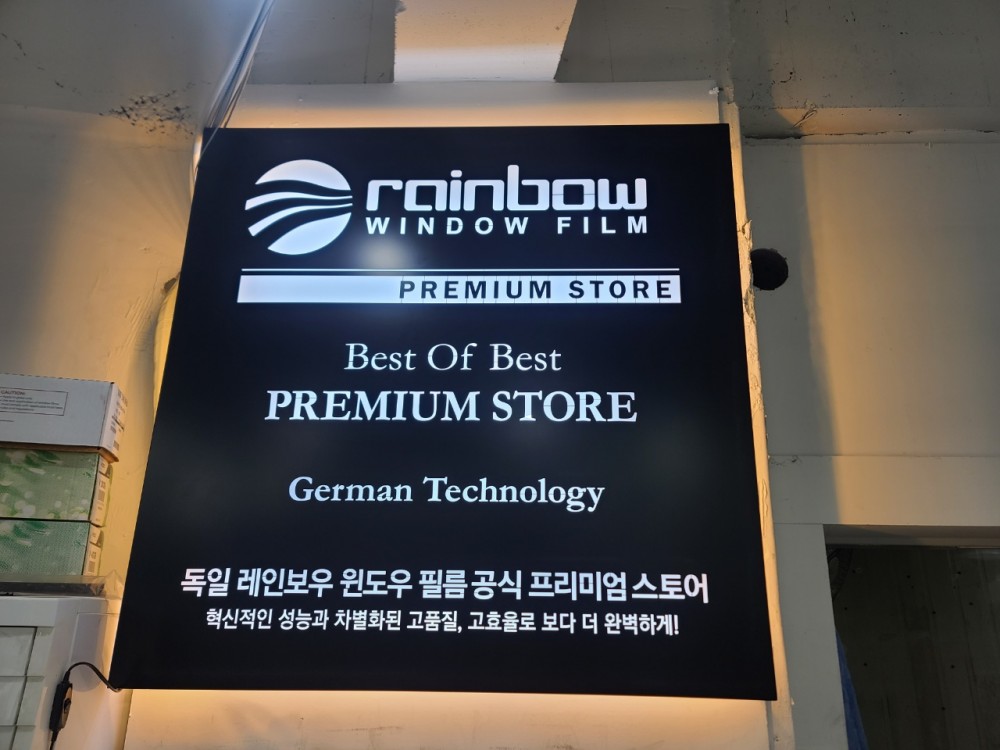 rainbow
WINDOW FILM
PREMIUM STORE
Best Of Best
PREMIUM STORE
German Technology
독일 레인보우 윈도우 필름 공식 프리미엄 스토어
혁신적인 성능과 차별화된 고품질, 고효율로 보다 더 완벽하게!